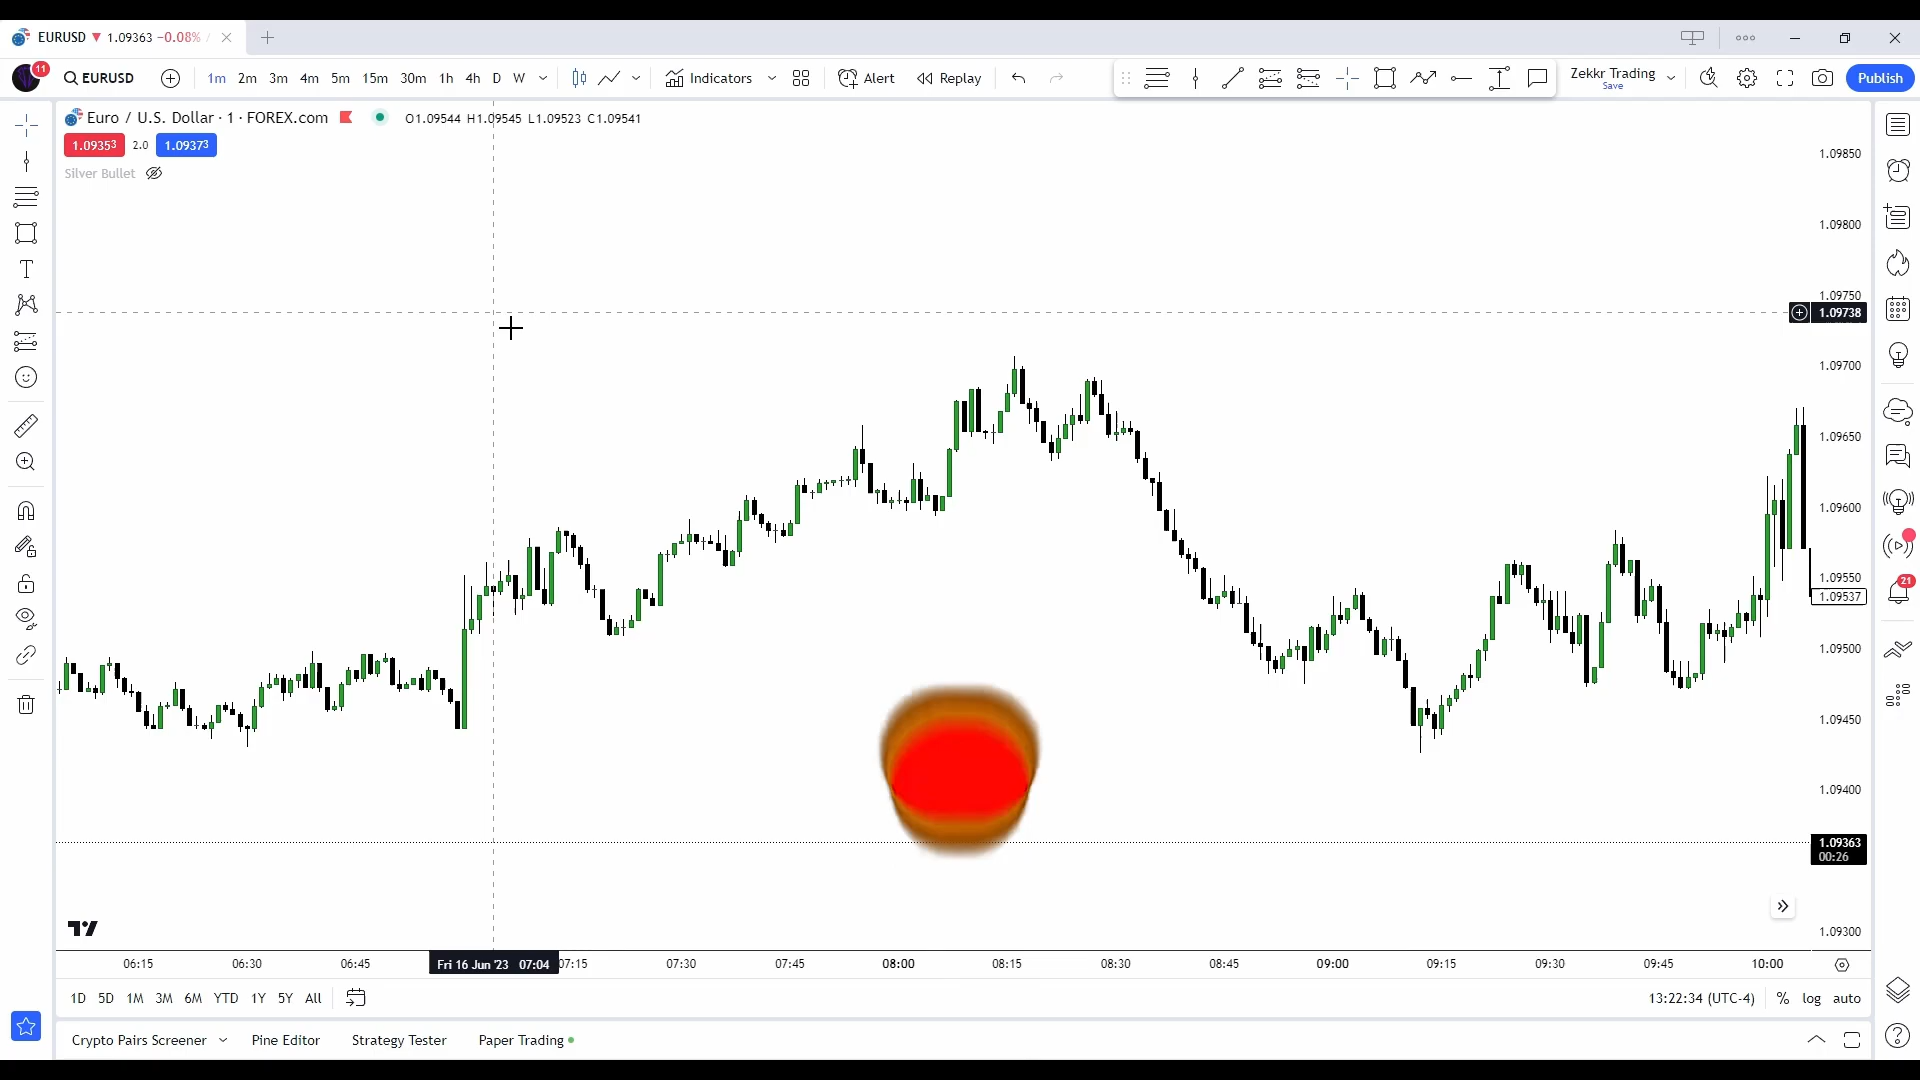 EURUSD ▼ 1.09363 −0.08% /
11 EURUSD 1m 2m 3m 4m 5m 15m 30m 1h 4h D W Indicators Alert Replay Zekkr Trading Save Publish
Euro / U.S. Dollar · 1 · FOREX.com O1.09544 H1.09545 L1.09523 C1.09541
1.09353 2.0 1.09373
Silver Bullet
1.09850
1.09800
1.09750
1.09738
1.09700
1.09650
1.09600
1.09550
1.09537
21
1.09500
1.09450
1.09400
1.09363
00:26
1.09300
06:15 06:30 06:45 Fri 16 Jun '23 07:04 07:15 07:30 07:45 08:00 08:15 08:30 08:45 09:00 09:15 09:30 09:45 10:00
1D 5D 1M 3M 6M YTD 1Y 5Y All 13:22:34 (UTC-4) % log auto
Crypto Pairs Screener Pine Editor Strategy Tester Paper Trading